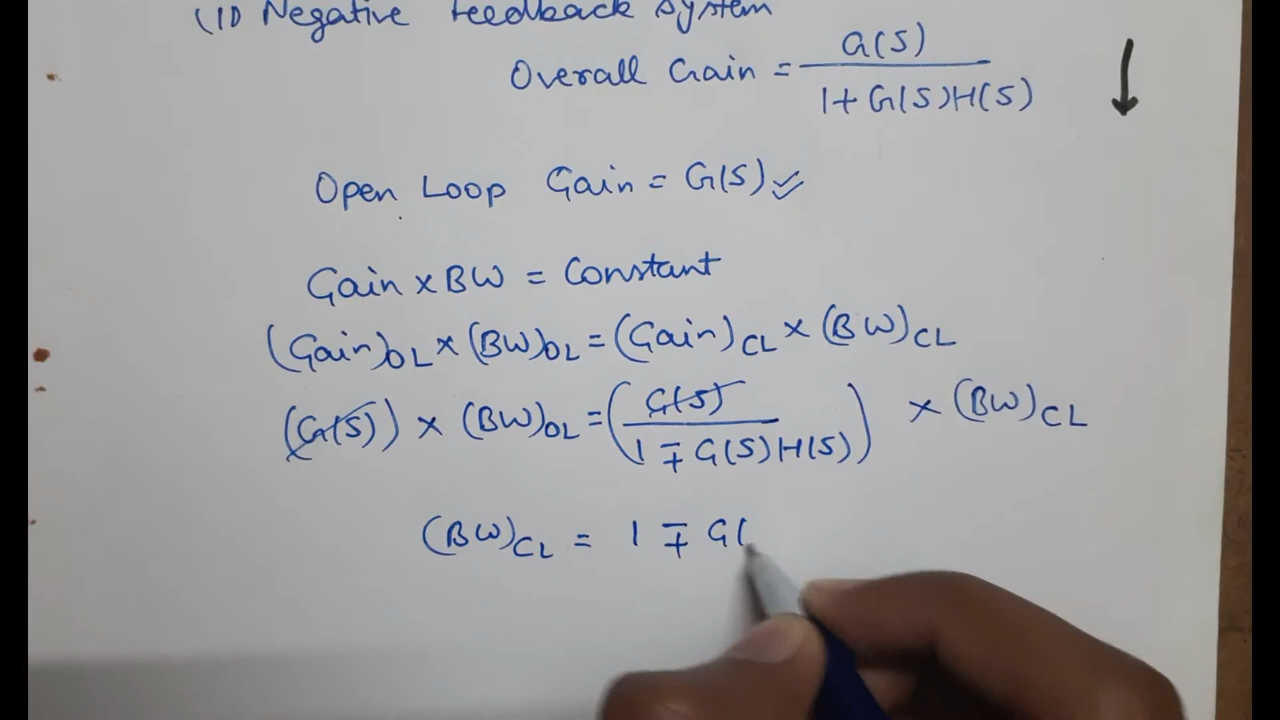 (11) Negative feedback System
Overall Gain = G(S) / 1+ G(S)H(S)
Open Loop Gain = G(S)
Gain × BW = Constant
(Gain)OL × (BW)OL = (Gain)CL × (BW)CL
(G(S)) × (BW)OL = (G(S) / 1 ∓ G(S)H(S)) × (BW)CL
(BW)CL = 1 ∓ G(